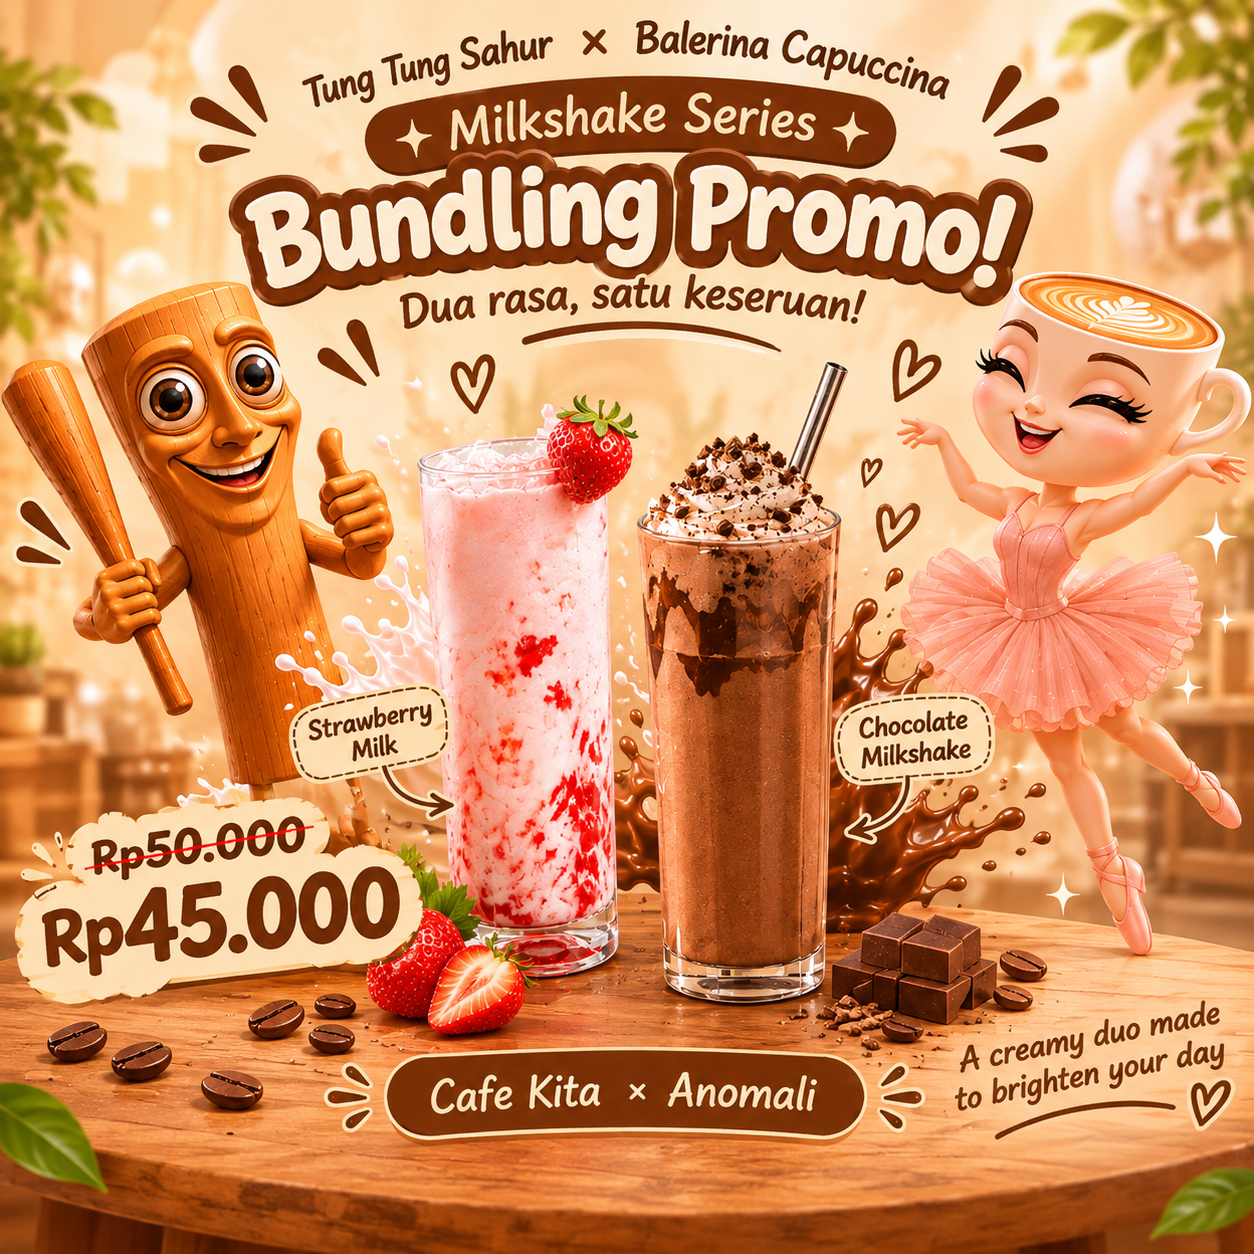 Tung Tung Sahur × Balerina Capuccina
Milkshake Series
Bundling Promo!
Dua rasa, satu keseruan!
Strawberry
Milk
Chocolate
Milkshake
Rp50.000
Rp45.000
A creamy duo made
to brighten your day
Cafe Kita × Anomali